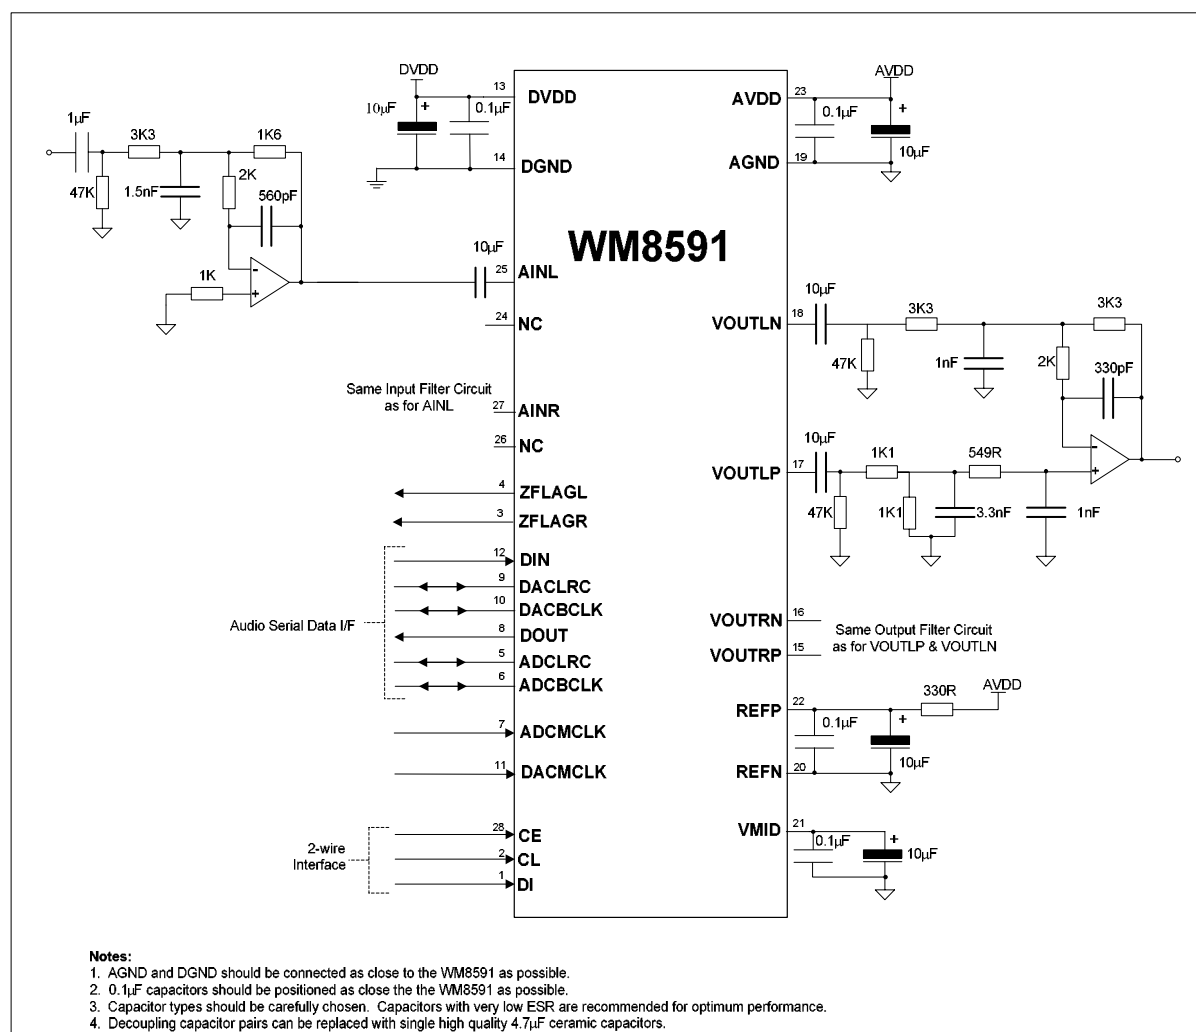 DVDD
AVDD
13
DVDD
AVDD
23
10µF
+
0.1µF
0.1µF
+
10µF
14
DGND
AGND
19
1µF
3K3
1K6
47K
1.5nF
2K
560pF
-
+
1K
10µF
25
AINL
WM8591
24
NC
VOUTLN
18
10µF
3K3
3K3
47K
1nF
2K
330pF
-
+
Same Input Filter Circuit
as for AINL
27
AINR
26
NC
VOUTLP
17
10µF
1K1
549R
47K
1K1
3.3nF
1nF
4
ZFLAGL
3
ZFLAGR
12
DIN
9
DACLRC
10
DACBCLK
Audio Serial Data I/F
8
DOUT
5
ADCLRC
6
ADCBCLK
VOUTRN
16
VOUTRP
15
Same Output Filter Circuit
as for VOUTLP & VOUTLN
7
ADCMCLK
11
DACMCLK
REFP
22
330R
AVDD
0.1µF
+
10µF
REFN
20
VMID
21
0.1µF
+
10µF
2-wire
Interface
28
CE
2
CL
1
DI
Notes:
1. AGND and DGND should be connected as close to the WM8591 as possible.
2. 0.1µF capacitors should be positioned as close the the WM8591 as possible.
3. Capacitor types should be carefully chosen. Capacitors with very low ESR are recommended for optimum performance.
4. Decoupling capacitor pairs can be replaced with single high quality 4.7µF ceramic capacitors.